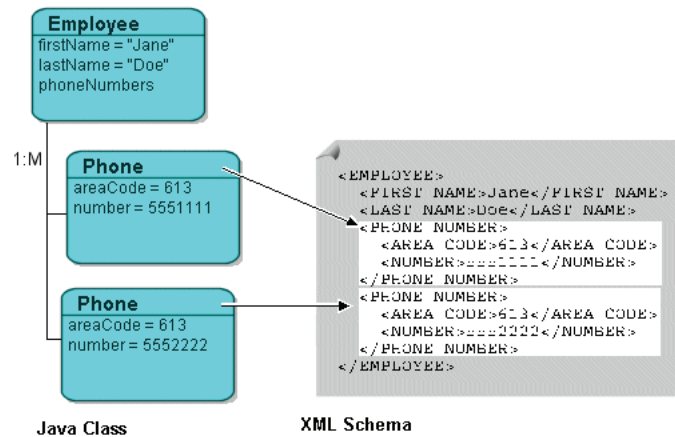 Employee
firstName = "Jane"
lastName = "Doe"
phoneNumbers
1:M
Phone
areaCode = 613
number = 5551111
Phone
areaCode = 613
number = 5552222
Java Class
<EMPLOYEE>
<FIRST NAME>Jane</FIRST NAME>
<LAST NAME>Doe</LAST NAME>
<PHONE NUMBER>
<AREA CODE>613</AREA CODE>
<NUMBER>5551111</NUMBER>
</PHONE NUMBER>
<PHONE NUMBER>
<AREA CODE>613</AREA CODE>
<NUMBER>5552222</NUMBER>
</PHONE NUMBER>
</EMPLOYEE>
XML Schema